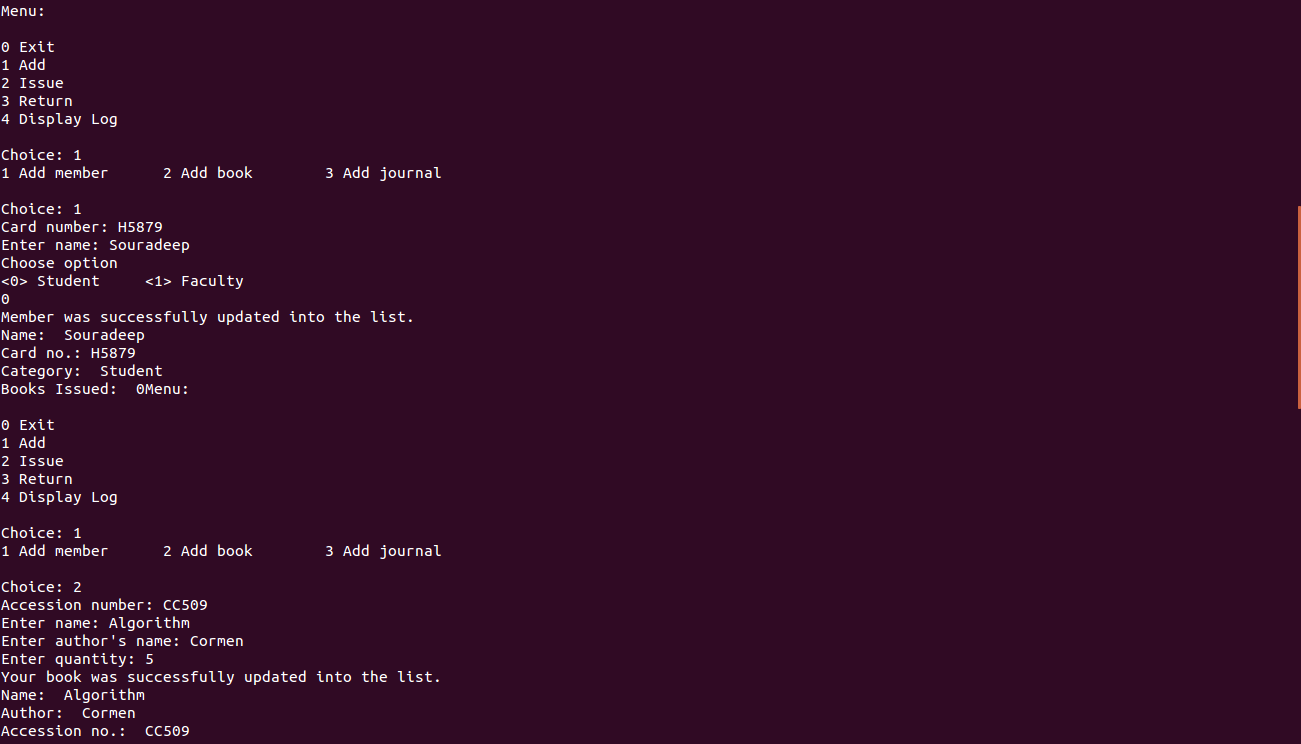 Menu:
0 Exit
1 Add
2 Issue
3 Return
4 Display Log
Choice: 1
1 Add member      2 Add book        3 Add journal
Choice: 1
Card number: H5879
Enter name: Souradeep
Choose option
<0> Student     <1> Faculty
0
Member was successfully updated into the list.
Name:  Souradeep
Card no.: H5879
Category:  Student
Books Issued:  0Menu:
0 Exit
1 Add
2 Issue
3 Return
4 Display Log
Choice: 1
1 Add member      2 Add book        3 Add journal
Choice: 2
Accession number: CC509
Enter name: Algorithm
Enter author's name: Cormen
Enter quantity: 5
Your book was successfully updated into the list.
Name:  Algorithm
Author:  Cormen
Accession no.:  CC509